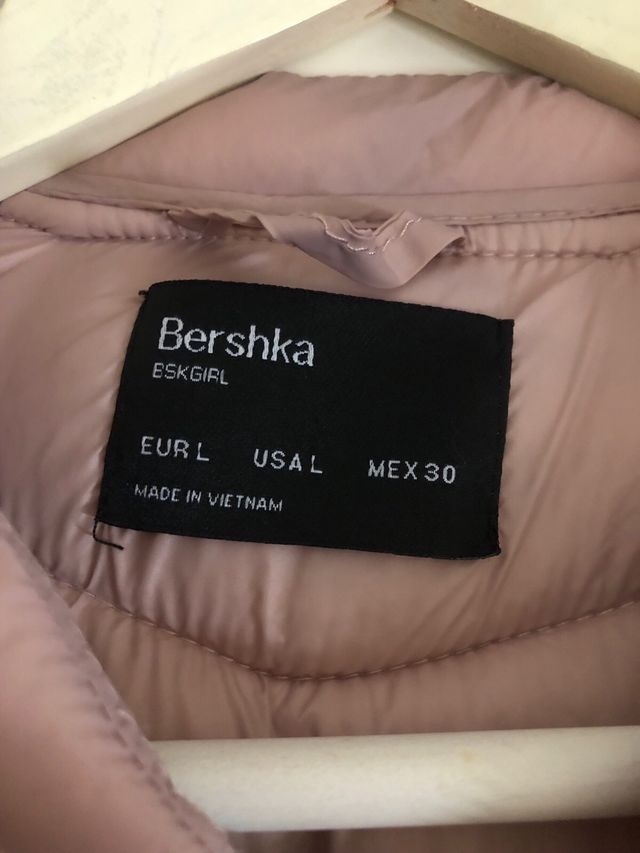 Bershka
BSKGIRL
EUR L USA L MEX 30
MADE IN VIETNAM